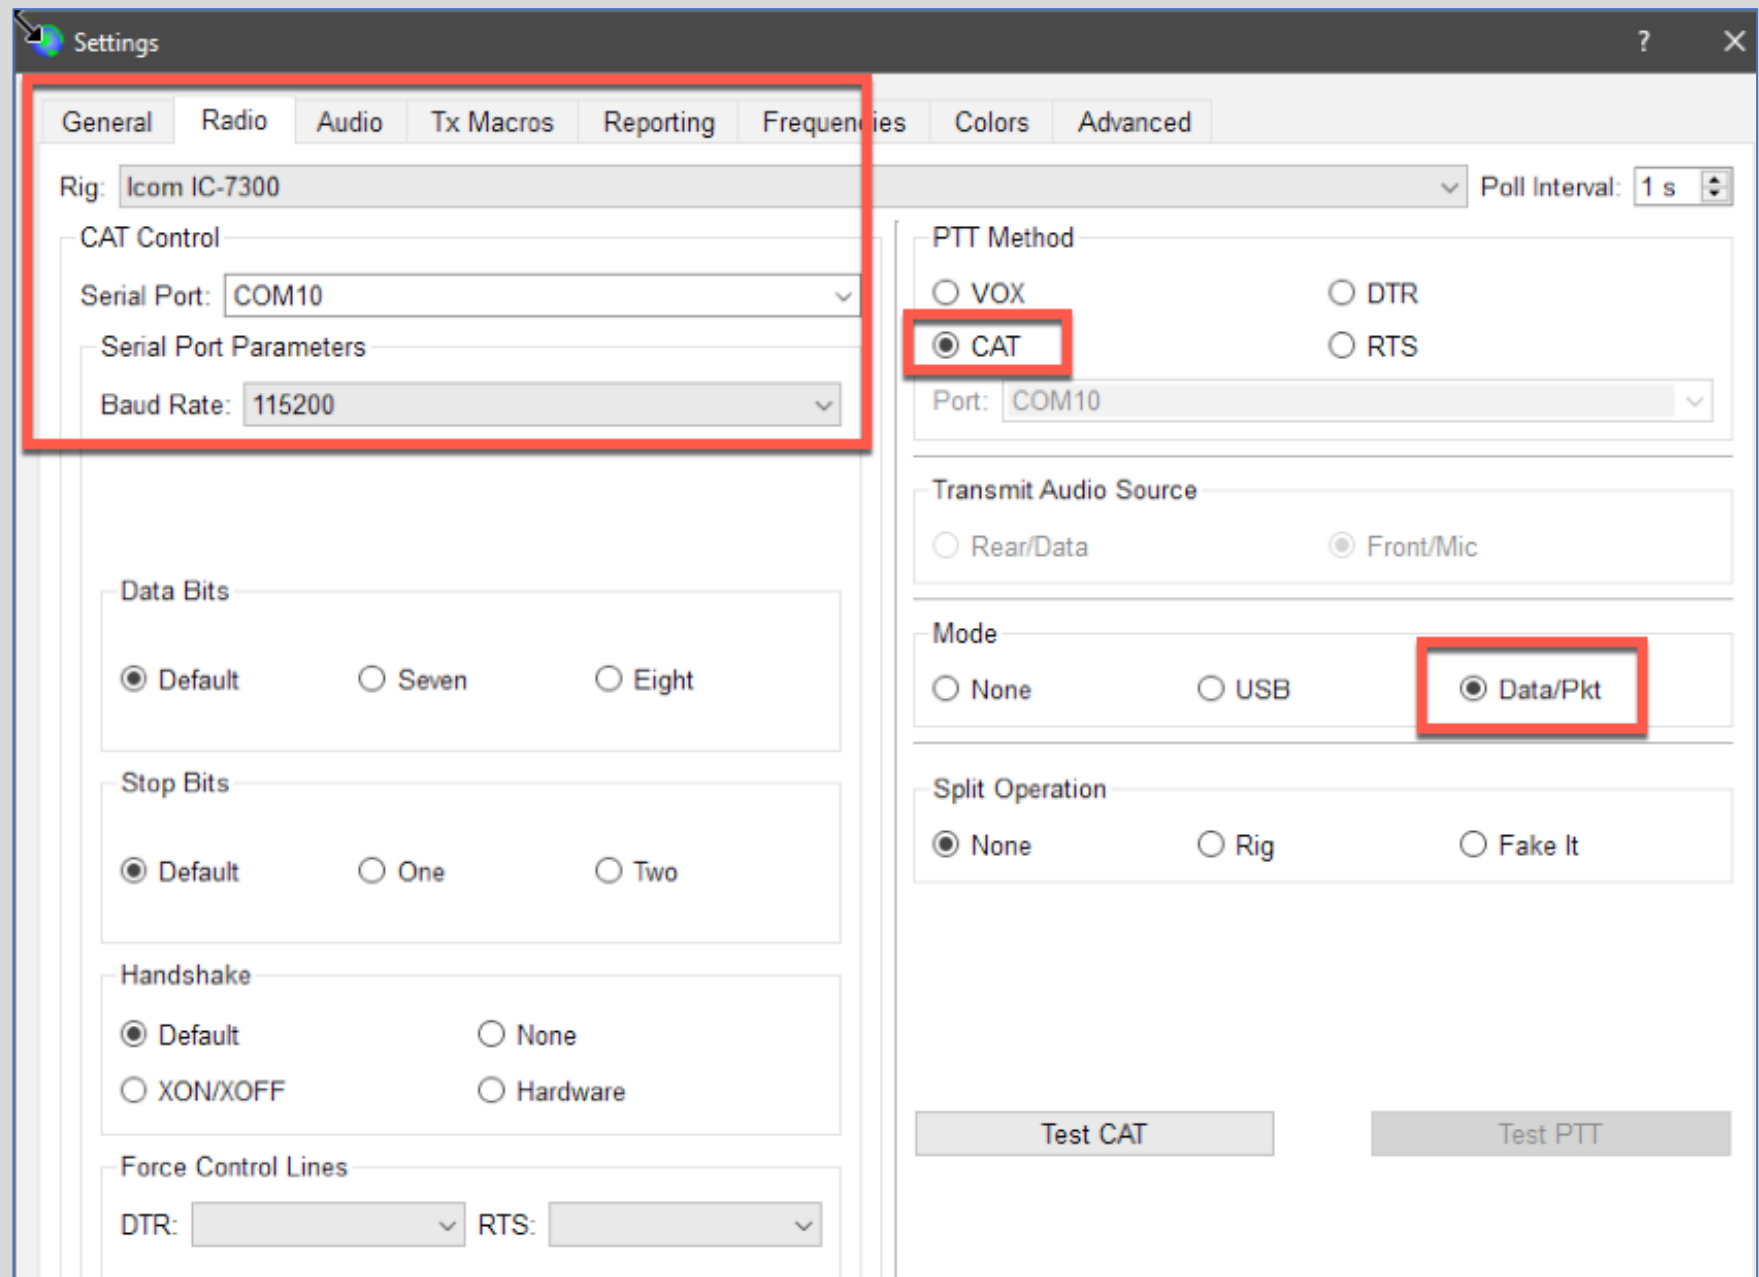 Settings ?
General Radio Audio Tx Macros Reporting Frequencies Colors Advanced
Rig: Icom IC-7300 Poll Interval: 1 s
CAT Control
Serial Port: COM10
Serial Port Parameters
Baud Rate: 115200
Data Bits
Default Seven Eight
Stop Bits
Default One Two
Handshake
Default None
XON/XOFF Hardware
Force Control Lines
DTR: RTS:
PTT Method
VOX DTR
CAT RTS
Port: COM10
Transmit Audio Source
Rear/Data Front/Mic
Mode
None USB Data/Pkt
Split Operation
None Rig Fake It
Test CAT Test PTT